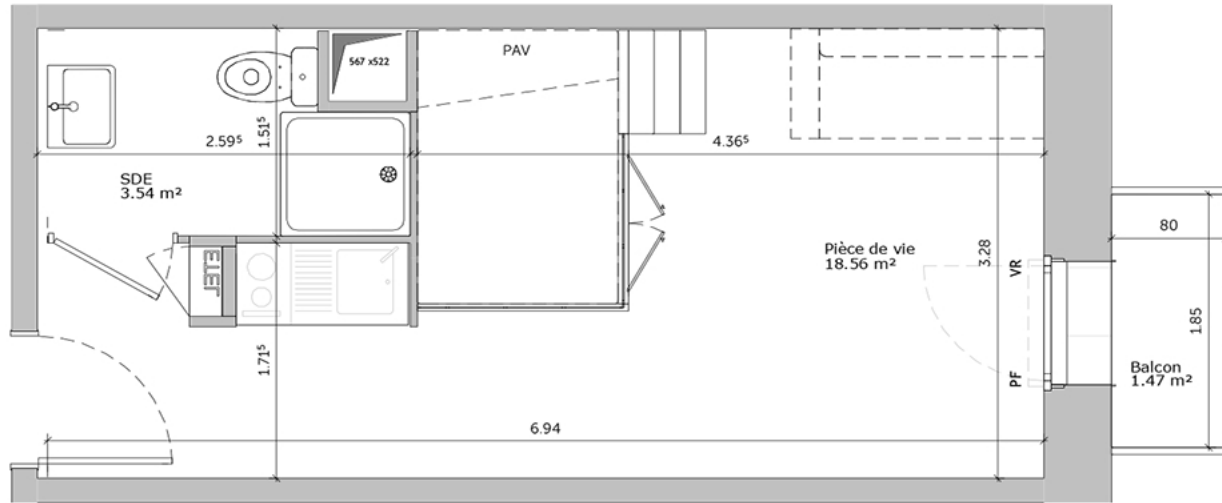 PAV
567 x522
2.59⁵
1.51⁵
4.36⁵
SDE
3.54 m²
80
Pièce de vie
18.56 m²
3.28
VR
ETEL
1.85
1.71⁵
PF
Balcon
1.47 m²
6.94